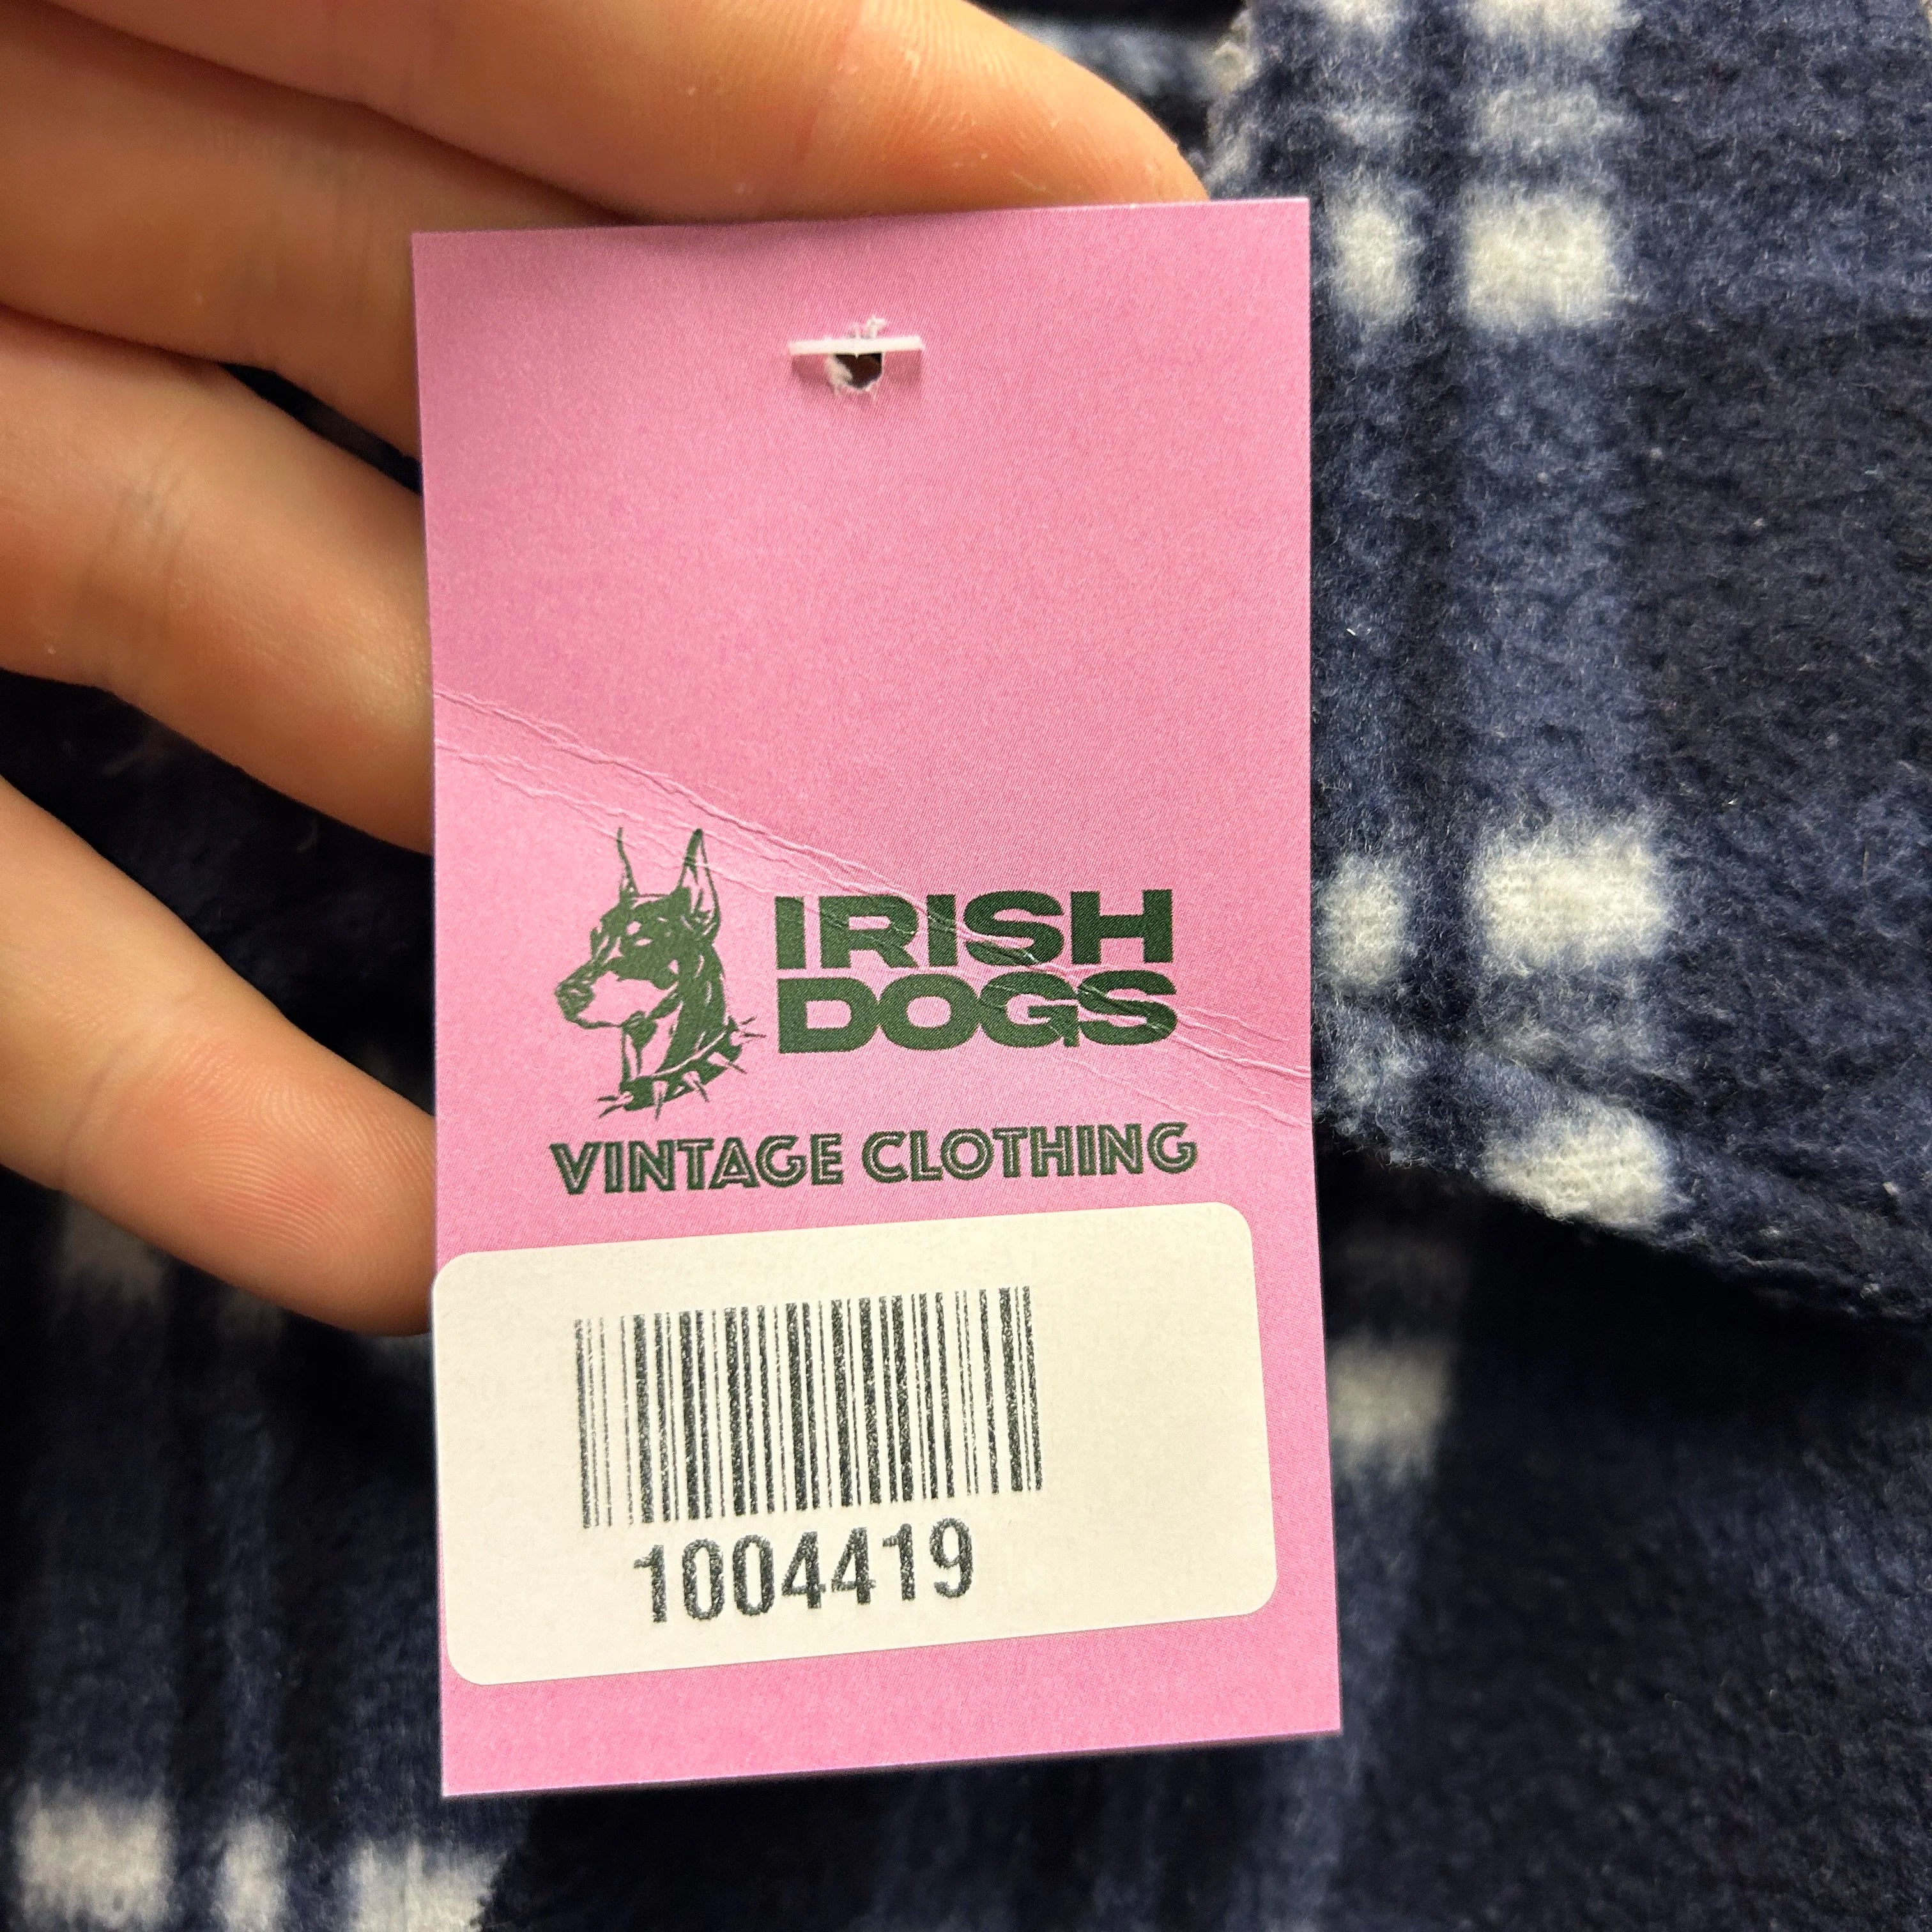 IRISH
DOGS
VINTAGE CLOTHING
1004419